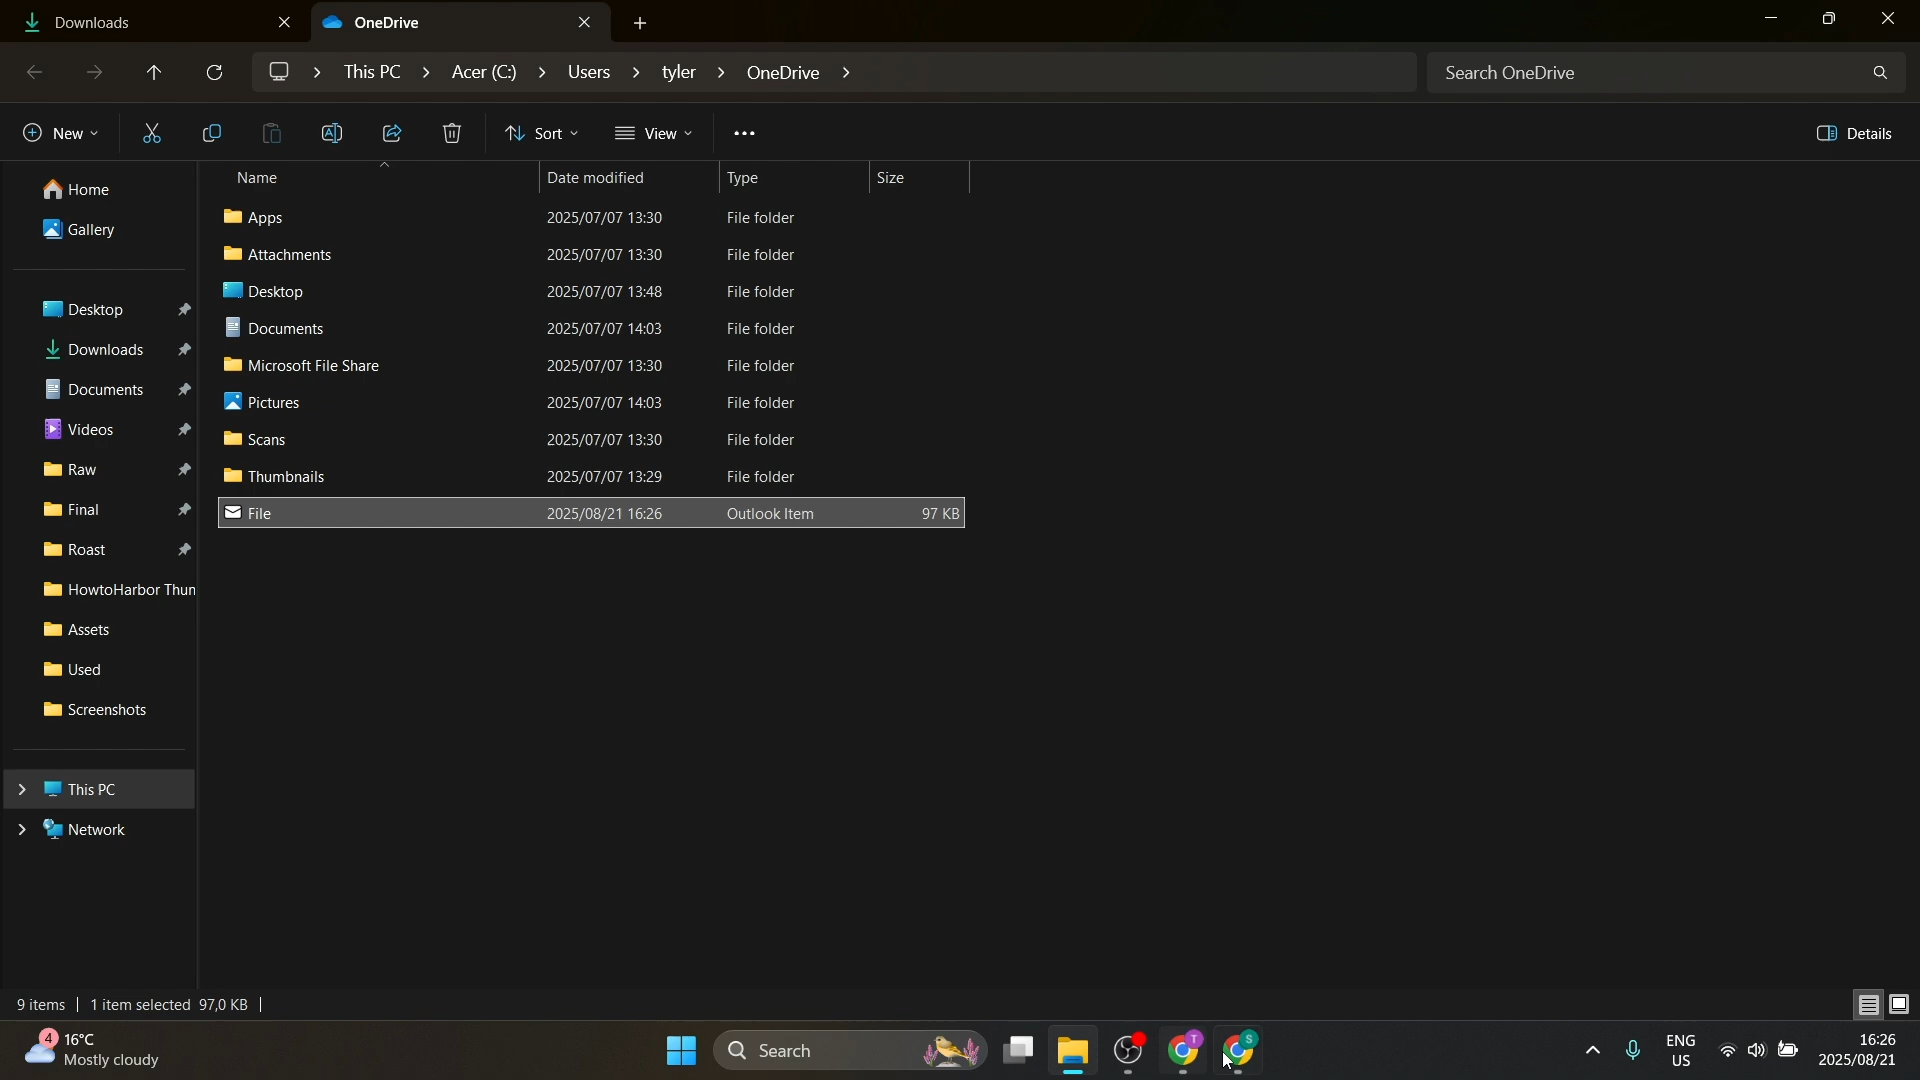 Downloads
OneDrive
This PC > Acer (C:) > Users > tyler > OneDrive >
Search OneDrive
New
Sort
View
Details
Name Date modified Type Size
Apps 2025/07/07 13:30 File folder
Attachments 2025/07/07 13:30 File folder
Desktop 2025/07/07 13:48 File folder
Documents 2025/07/07 14:03 File folder
Microsoft File Share 2025/07/07 13:30 File folder
Pictures 2025/07/07 14:03 File folder
Scans 2025/07/07 13:30 File folder
Thumbnails 2025/07/07 13:29 File folder
File 2025/08/21 16:26 Outlook Item 97 KB
Home
Gallery
Desktop
Downloads
Documents
Videos
Raw
Final
Roast
HowtoHarbor Thun
Assets
Used
Screenshots
This PC
Network
9 items 1 item selected 97,0 KB
4
16°C
Mostly cloudy
Search
T
S
ENG
US
16:26
2025/08/21